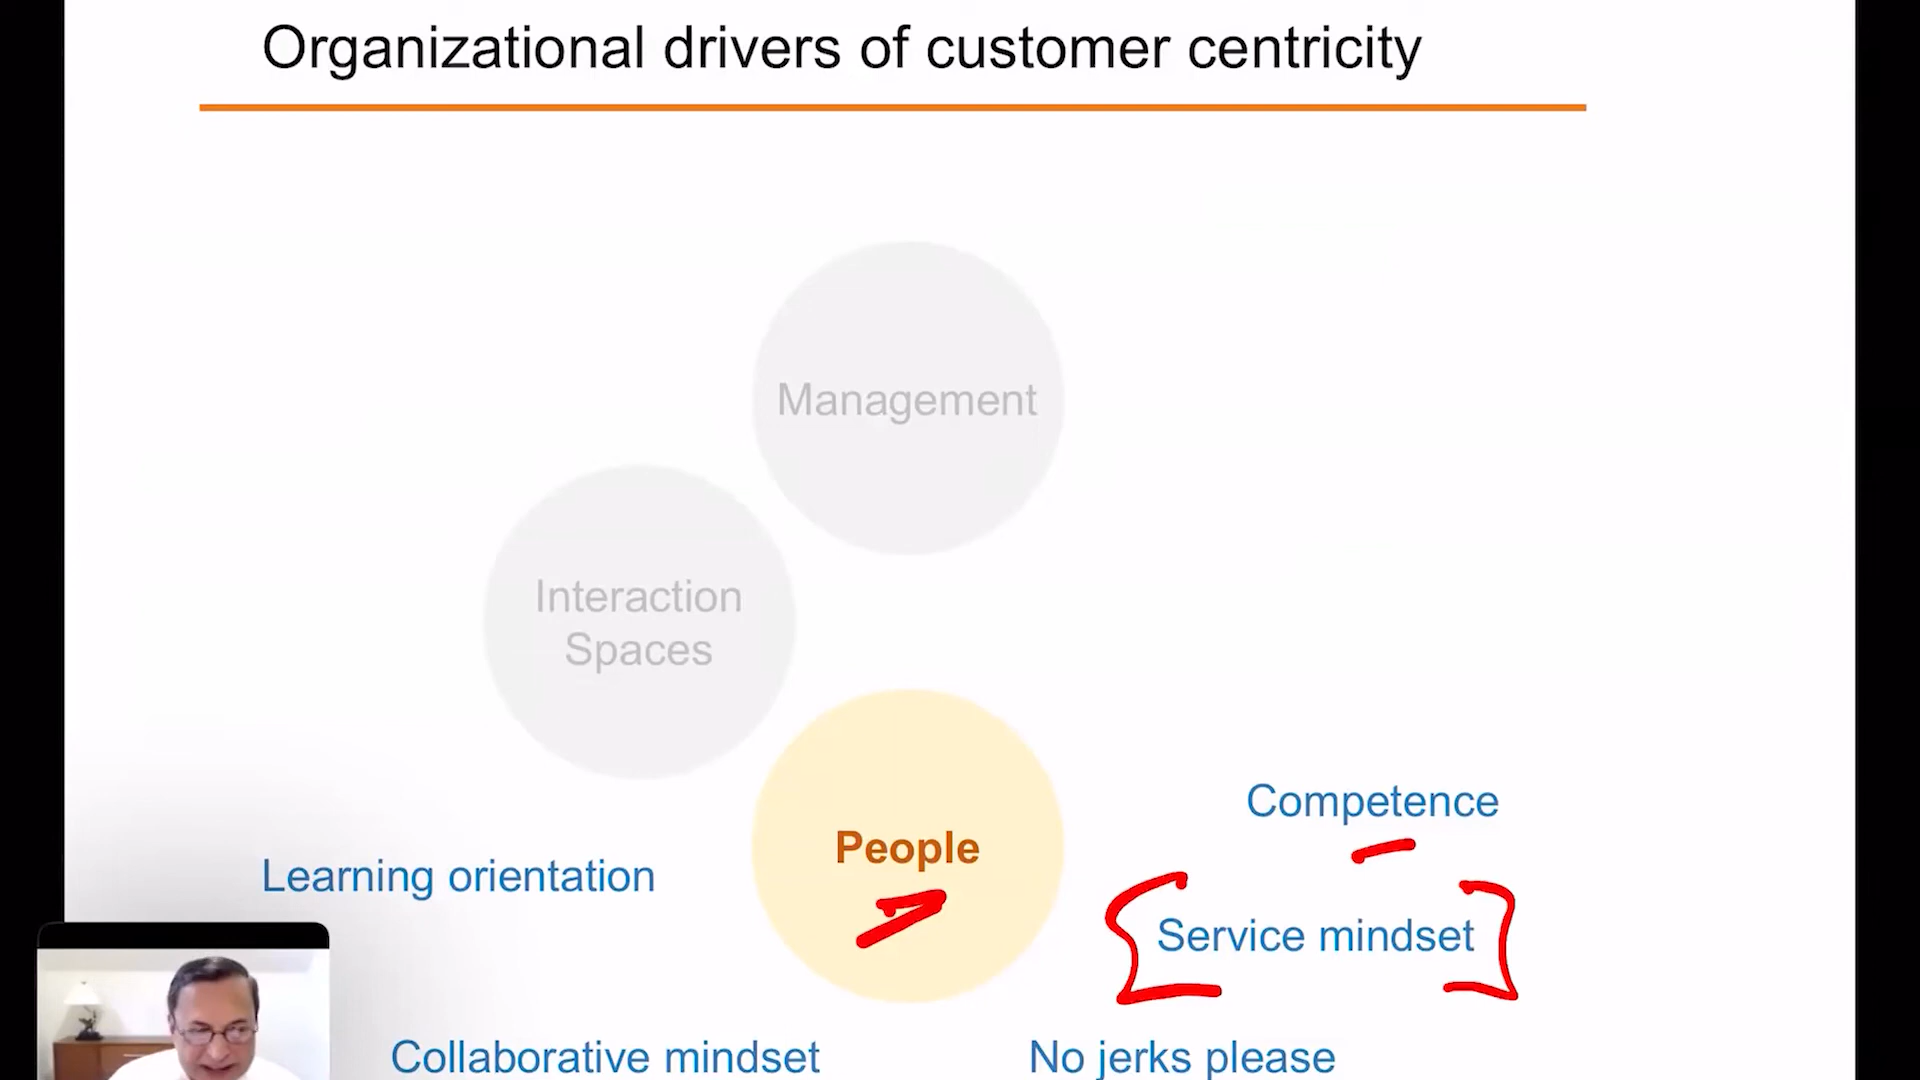 Organizational drivers of customer centricity
Management
Interaction
Spaces
People
Competence
Learning orientation
Service mindset
Collaborative mindset
No jerks please